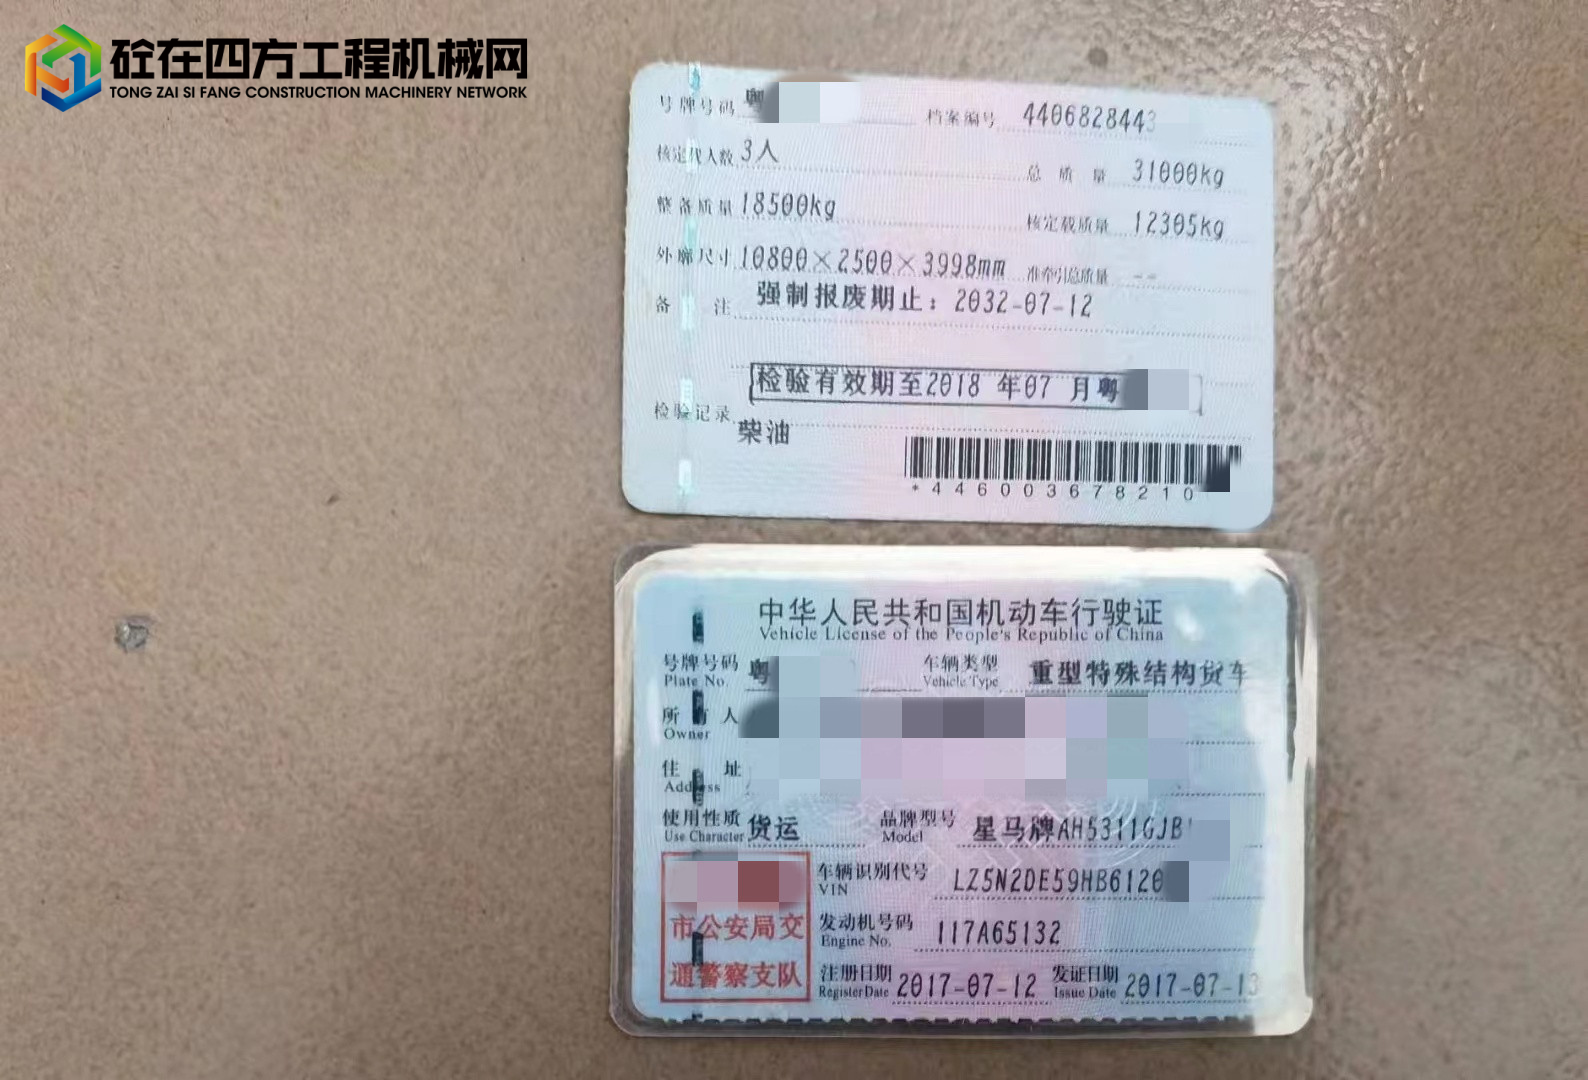 砼在四方工程机械网
TONG ZAI SI FANG CONSTRUCTION MACHINERY NETWORK
号牌号码 粤 档案编号 4406828443
核定载人数 3人 总质量 31000kg
整备质量 18500kg 核定载质量 12305kg
外廓尺寸 10800×2500×3998mm 准牵引总质量 --
备注 强制报废期止：2032-07-12
检验有效期至2018 年07 月粤
检验记录
柴油
*446003678210
中华人民共和国机动车行驶证
Vehicle License of the People's Republic of China
号牌号码 粤 车辆类型 重型特殊结构货车
Plate No. Vehicle Type
所有人
Owner
住址
Address
使用性质 货运 品牌型号 星马牌AH5311GJB
Use Character Model
车辆识别代号 LZ5N2DE59HB6120
VIN
市公安局交
通警察支队
发动机号码 117A65132
Engine No.
注册日期 2017-07-12 发证日期 2017-07-13
Register Date Issue Date